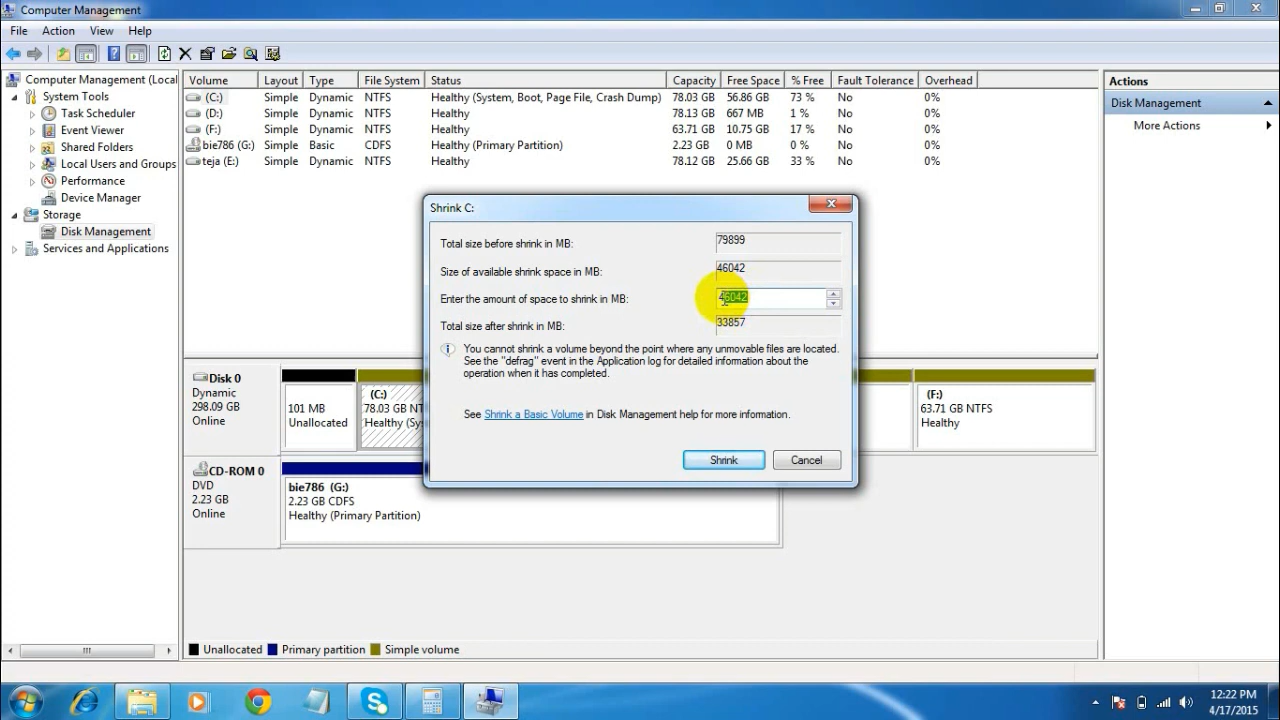 Computer Management
File Action View Help
Computer Management (Local
System Tools
Task Scheduler
Event Viewer
Shared Folders
Local Users and Groups
Performance
Device Manager
Storage
Disk Management
Services and Applications
Volume Layout Type File System Status Capacity Free Space % Free Fault Tolerance Overhead
(C:) Simple Dynamic NTFS Healthy (System, Boot, Page File, Crash Dump) 78.03 GB 56.86 GB 73 % No 0%
(D:) Simple Dynamic NTFS Healthy 78.13 GB 667 MB 1 % No 0%
(F:) Simple Dynamic NTFS Healthy 63.71 GB 10.75 GB 17 % No 0%
bie786 (G:) Simple Basic CDFS Healthy (Primary Partition) 2.23 GB 0 MB 0 % No 0%
teja (E:) Simple Dynamic NTFS Healthy 78.12 GB 25.66 GB 33 % No 0%
Actions
Disk Management
More Actions
Shrink C:
Total size before shrink in MB: 79899
Size of available shrink space in MB: 46042
Enter the amount of space to shrink in MB: 46042
Total size after shrink in MB: 33857
You cannot shrink a volume beyond the point where any unmovable files are located.
See the "defrag" event in the Application log for detailed information about the
operation when it has completed.
See Shrink a Basic Volume in Disk Management help for more information.
Shrink Cancel
Disk 0
Dynamic
298.09 GB
Online
101 MB
Unallocated
(C:)
78.03 GB NT
Healthy (Sy
(F:)
63.71 GB NTFS
Healthy
CD-ROM 0
DVD
2.23 GB
Online
bie786 (G:)
2.23 GB CDFS
Healthy (Primary Partition)
Unallocated Primary partition Simple volume
12:22 PM
4/17/2015